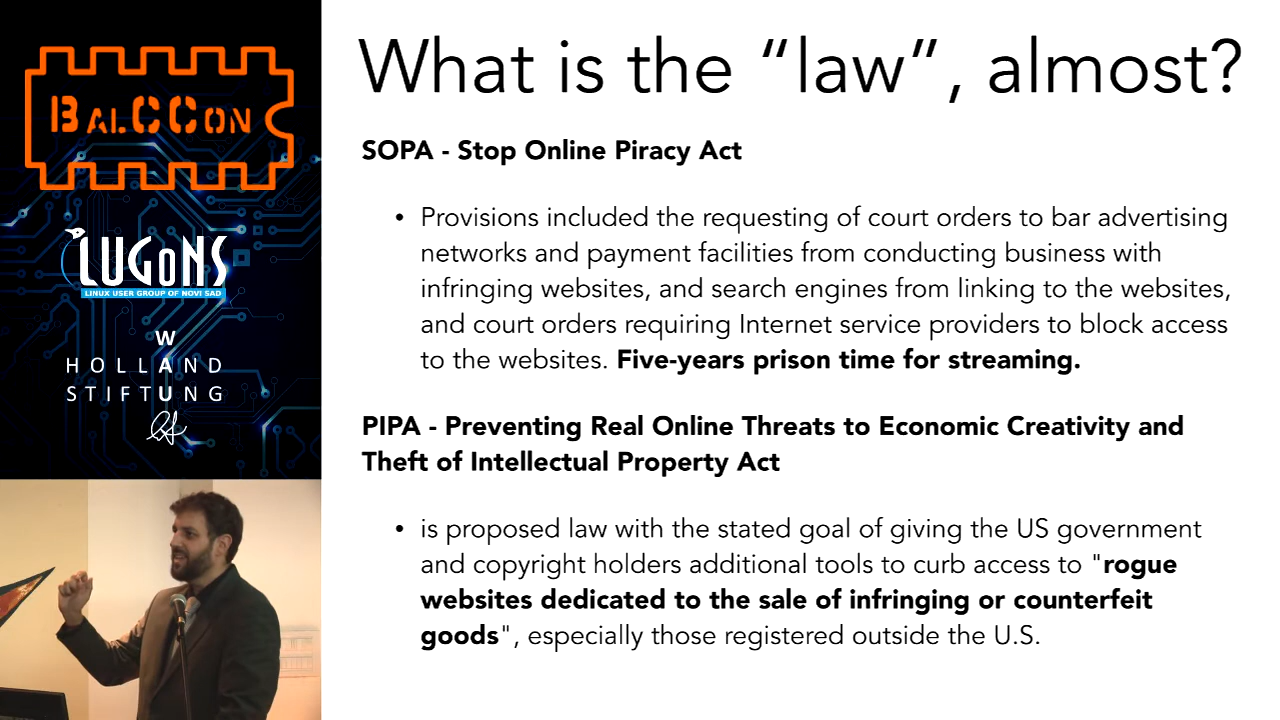 BALCCON
LUGONS
LINUX USER GROUP OF NOVI SAD
W
HOLLAND
STIFTUNG
What is the “law”, almost?
SOPA - Stop Online Piracy Act
• Provisions included the requesting of court orders to bar advertising
networks and payment facilities from conducting business with
infringing websites, and search engines from linking to the websites,
and court orders requiring Internet service providers to block access
to the websites. Five-years prison time for streaming.
PIPA - Preventing Real Online Threats to Economic Creativity and
Theft of Intellectual Property Act
• is proposed law with the stated goal of giving the US government
and copyright holders additional tools to curb access to "rogue
websites dedicated to the sale of infringing or counterfeit
goods", especially those registered outside the U.S.